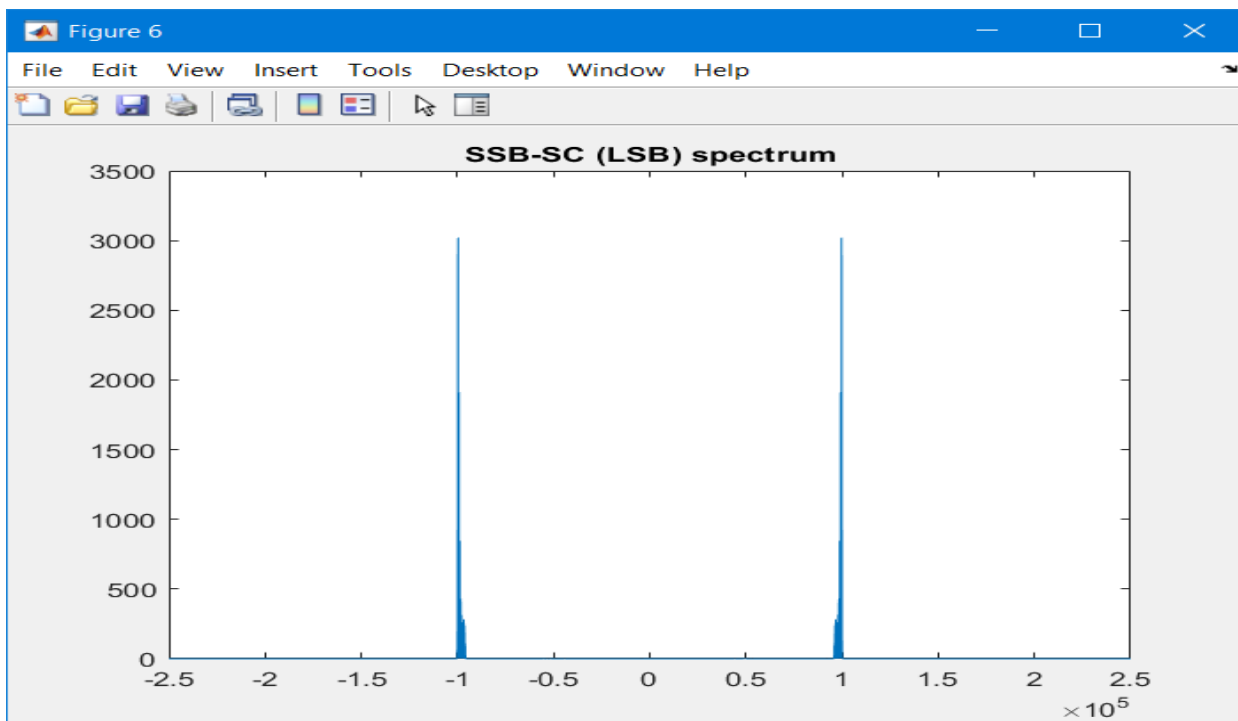 Figure 6
File Edit View Insert Tools Desktop Window Help
SSB-SC (LSB) spectrum
3500
3000
2500
2000
1500
1000
500
0
-2.5 -2 -1.5 -1 -0.5 0 0.5 1 1.5 2 2.5
×10⁵